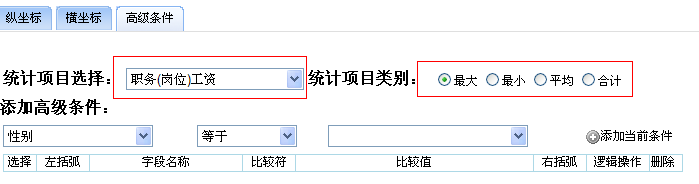 纵坐标 横坐标 高级条件
统计项目选择： 职务(岗位)工资 统计项目类别： 最大 最小 平均 合计
添加高级条件：
性别 等于 添加当前条件
选择 左括弧 字段名称 比较符 比较值 右括弧 逻辑操作 删除